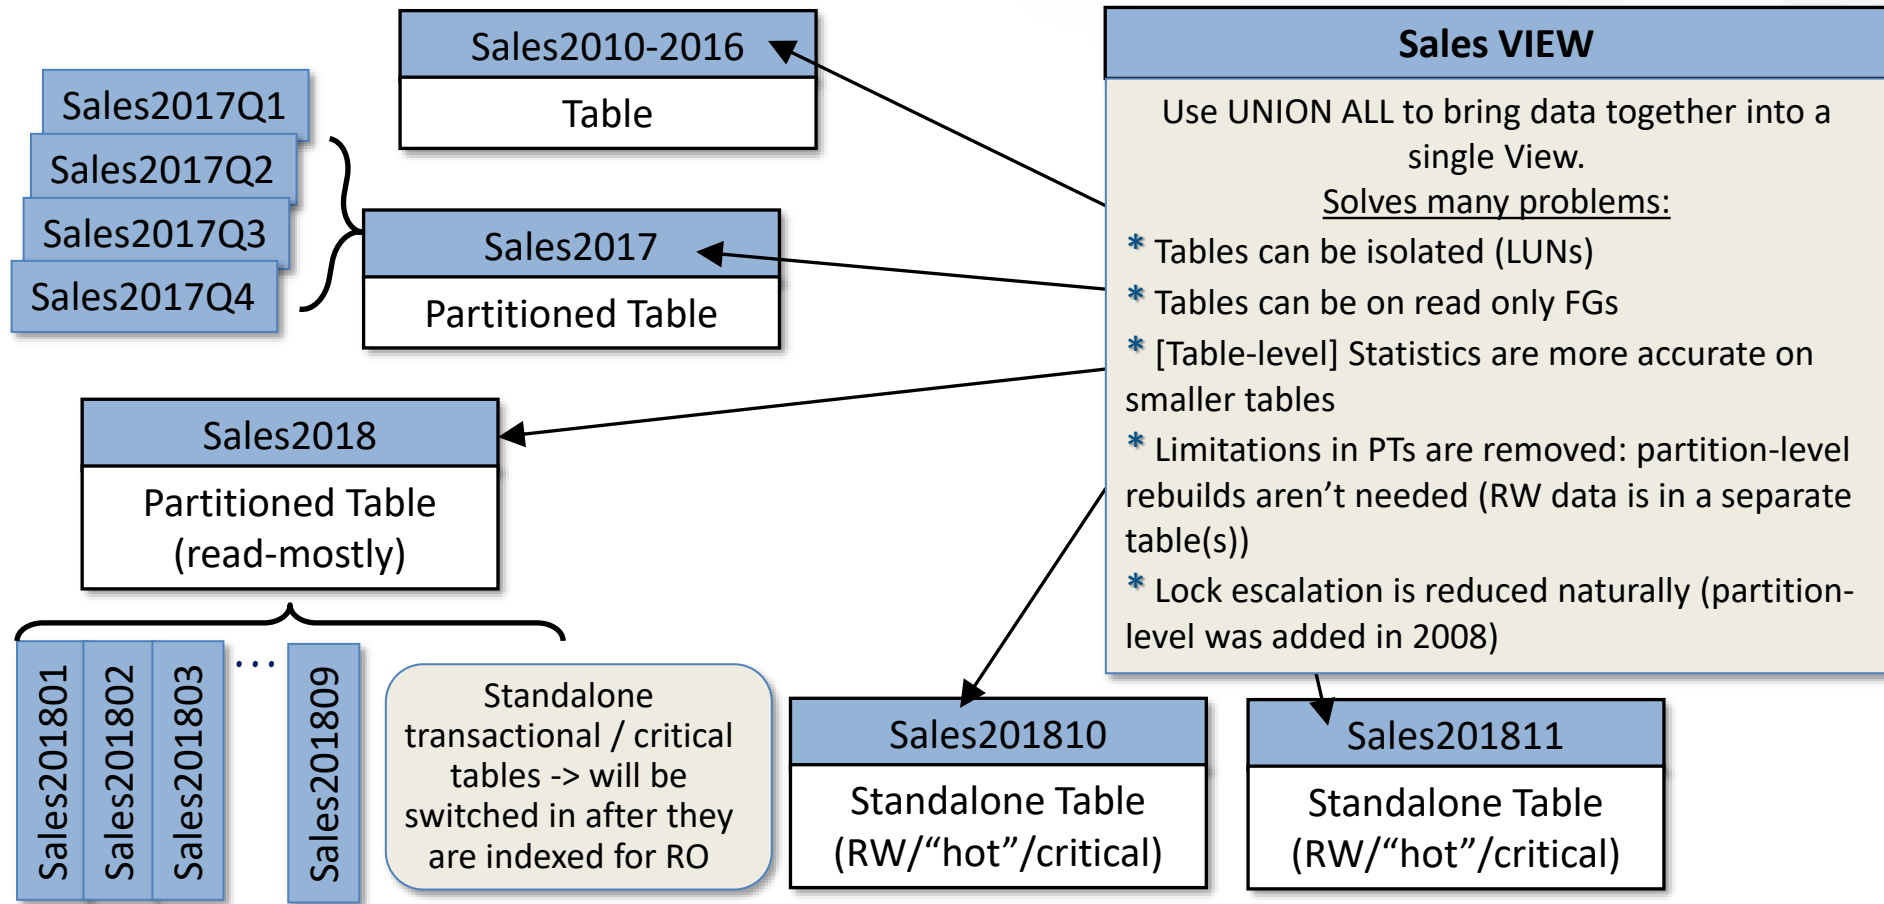 Sales2010-2016
Table
Sales2017Q1
Sales2017Q2
Sales2017Q3
Sales2017Q4
Sales2017
Partitioned Table
Sales2018
Partitioned Table
(read-mostly)
Sales201801
Sales201802
Sales201803
...
Sales201809
Standalone
transactional / critical
tables -> will be
switched in after they
are indexed for RO
Sales VIEW
Use UNION ALL to bring data together into a
single View.
Solves many problems:
* Tables can be isolated (LUNs)
* Tables can be on read only FGs
* [Table-level] Statistics are more accurate on
smaller tables
* Limitations in PTs are removed: partition-level
rebuilds aren’t needed (RW data is in a separate
table(s))
* Lock escalation is reduced naturally (partition-
level was added in 2008)
Sales201810
Standalone Table
(RW/“hot”/critical)
Sales201811
Standalone Table
(RW/“hot”/critical)